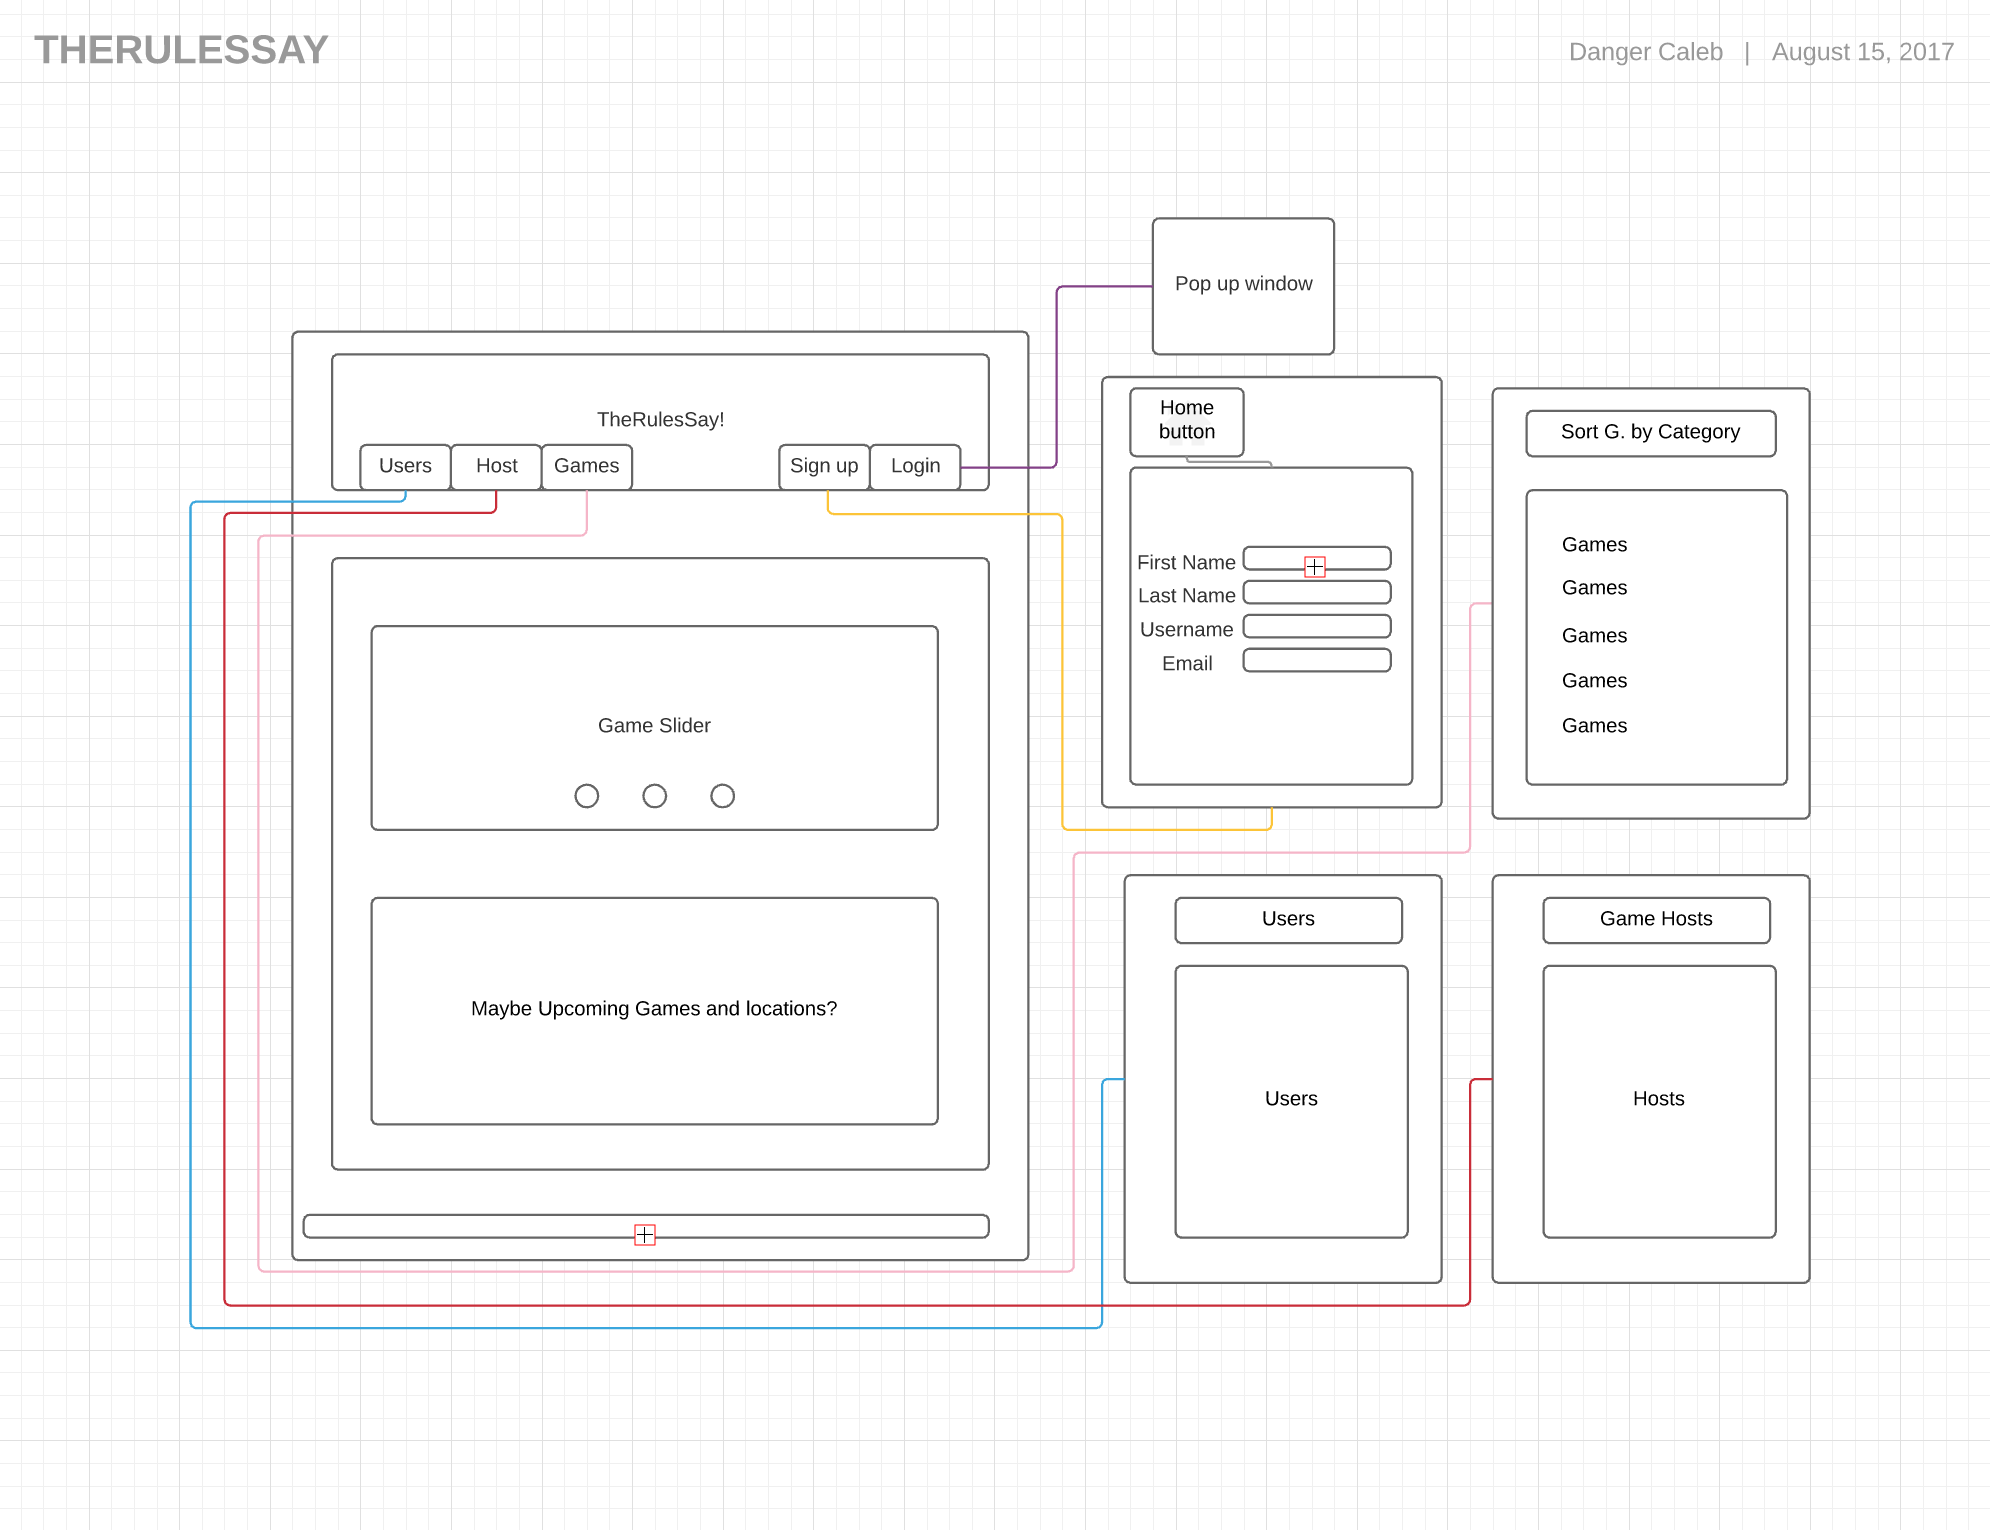 THERULESSAY
Danger Caleb | August 15, 2017
Pop up window
TheRulesSay!
Users
Host
Games
Sign up
Login
Game Slider
Maybe Upcoming Games and locations?
Home
button
First Name
Last Name
Username
Email
Sort G. by Category
Games
Games
Games
Games
Games
Users
Users
Game Hosts
Hosts